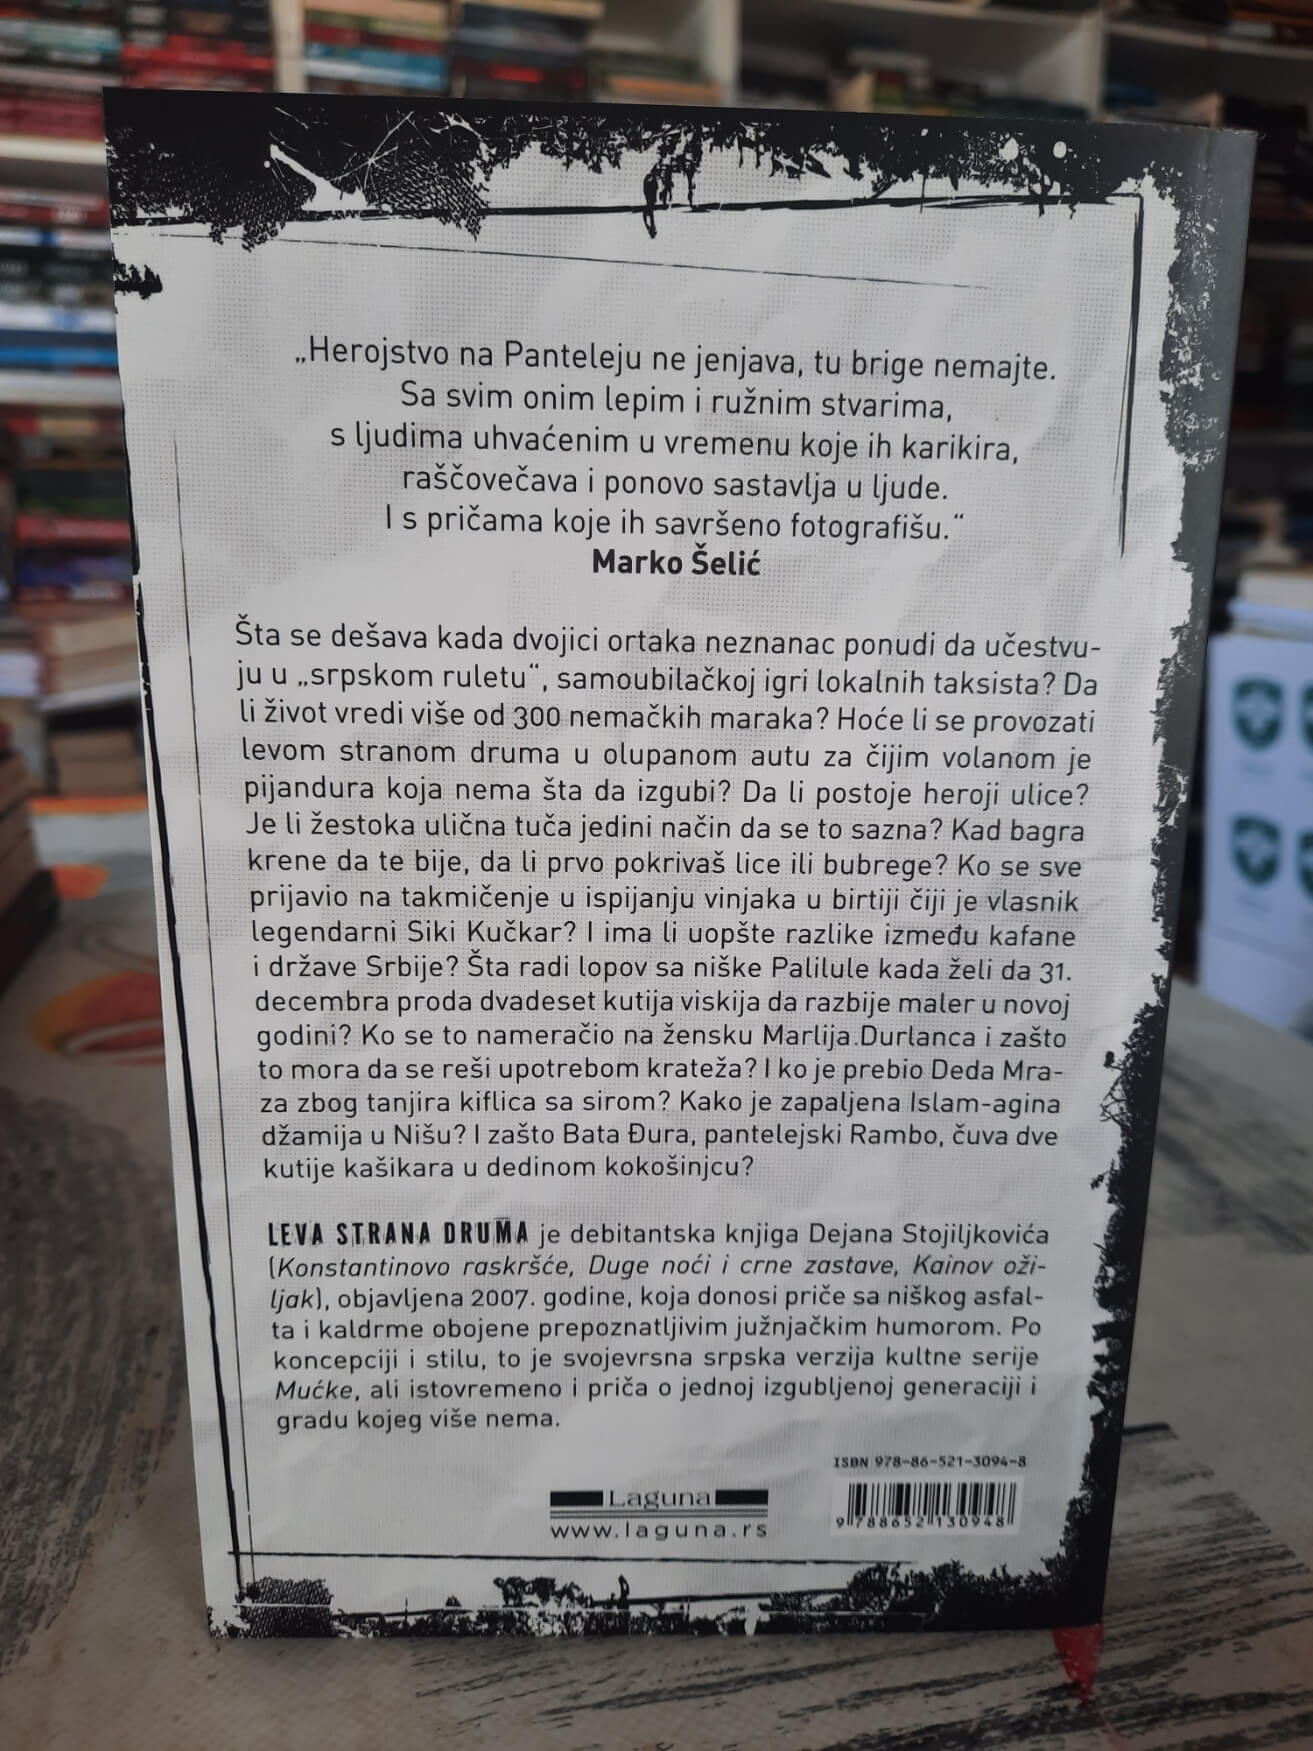 „Herojstvo na Panteleju ne jenjava, tu brige nemajte.
Sa svim onim lepim i ružnim stvarima,
s ljudima uhvaćenim u vremenu koje ih karikira,
raščovečava i ponovo sastavlja u ljude.
I s pričama koje ih savršeno fotografišu.“
Marko Šelić
Šta se dešava kada dvojici ortaka neznanac ponudi da učestvu-
ju u „srpskom ruletu“, samoubilačkoj igri lokalnih taksista? Da
li život vredi više od 300 nemačkih maraka? Hoće li se provozati
levom stranom druma u olupanom autu za čijim volanom je
pijandura koja nema šta da izgubi? Da li postoje heroji ulice?
Je li žestoka ulična tuča jedini način da se to sazna? Kad bagra
krene da te bije, da li prvo pokrivaš lice ili bubrege? Ko se sve
prijavio na takmičenje u ispijanju vinjaka u birtiji čiji je vlasnik
legendarni Siki Kučkar? I ima li uopšte razlike između kafane
i države Srbije? Šta radi lopov sa niške Palilule kada želi da 31.
decembra proda dvadeset kutija viskija da razbije maler u novoj
godini? Ko se to nameračio na žensku Marlija Durlanca i zašto
to mora da se reši upotrebom krateža? I ko je prebio Deda Mra-
za zbog tanjira kiflica sa sirom? Kako je zapaljena Islam-agina
džamija u Nišu? I zašto Bata Đura, pantelejski Rambo, čuva dve
kutije kašikara u dedinom kokošinjcu?
LEVA STRANA DRUMA je debitantska knjiga Dejana Stojiljkovića
(Konstantinovo raskršće, Duge noći i crne zastave, Kainov oži-
ljak), objavljena 2007. godine, koja donosi priče sa niškog asfal-
ta i kaldrme obojene prepoznatljivim južnjačkim humorom. Po
koncepciji i stilu, to je svojevrsna srpska verzija kultne serije
Mućke, ali istovremeno i priča o jednoj izgubljenoj generaciji i
gradu kojeg više nema.
ISBN 978-86-521-3094-8
Laguna
www.laguna.rs
9 788652 130948